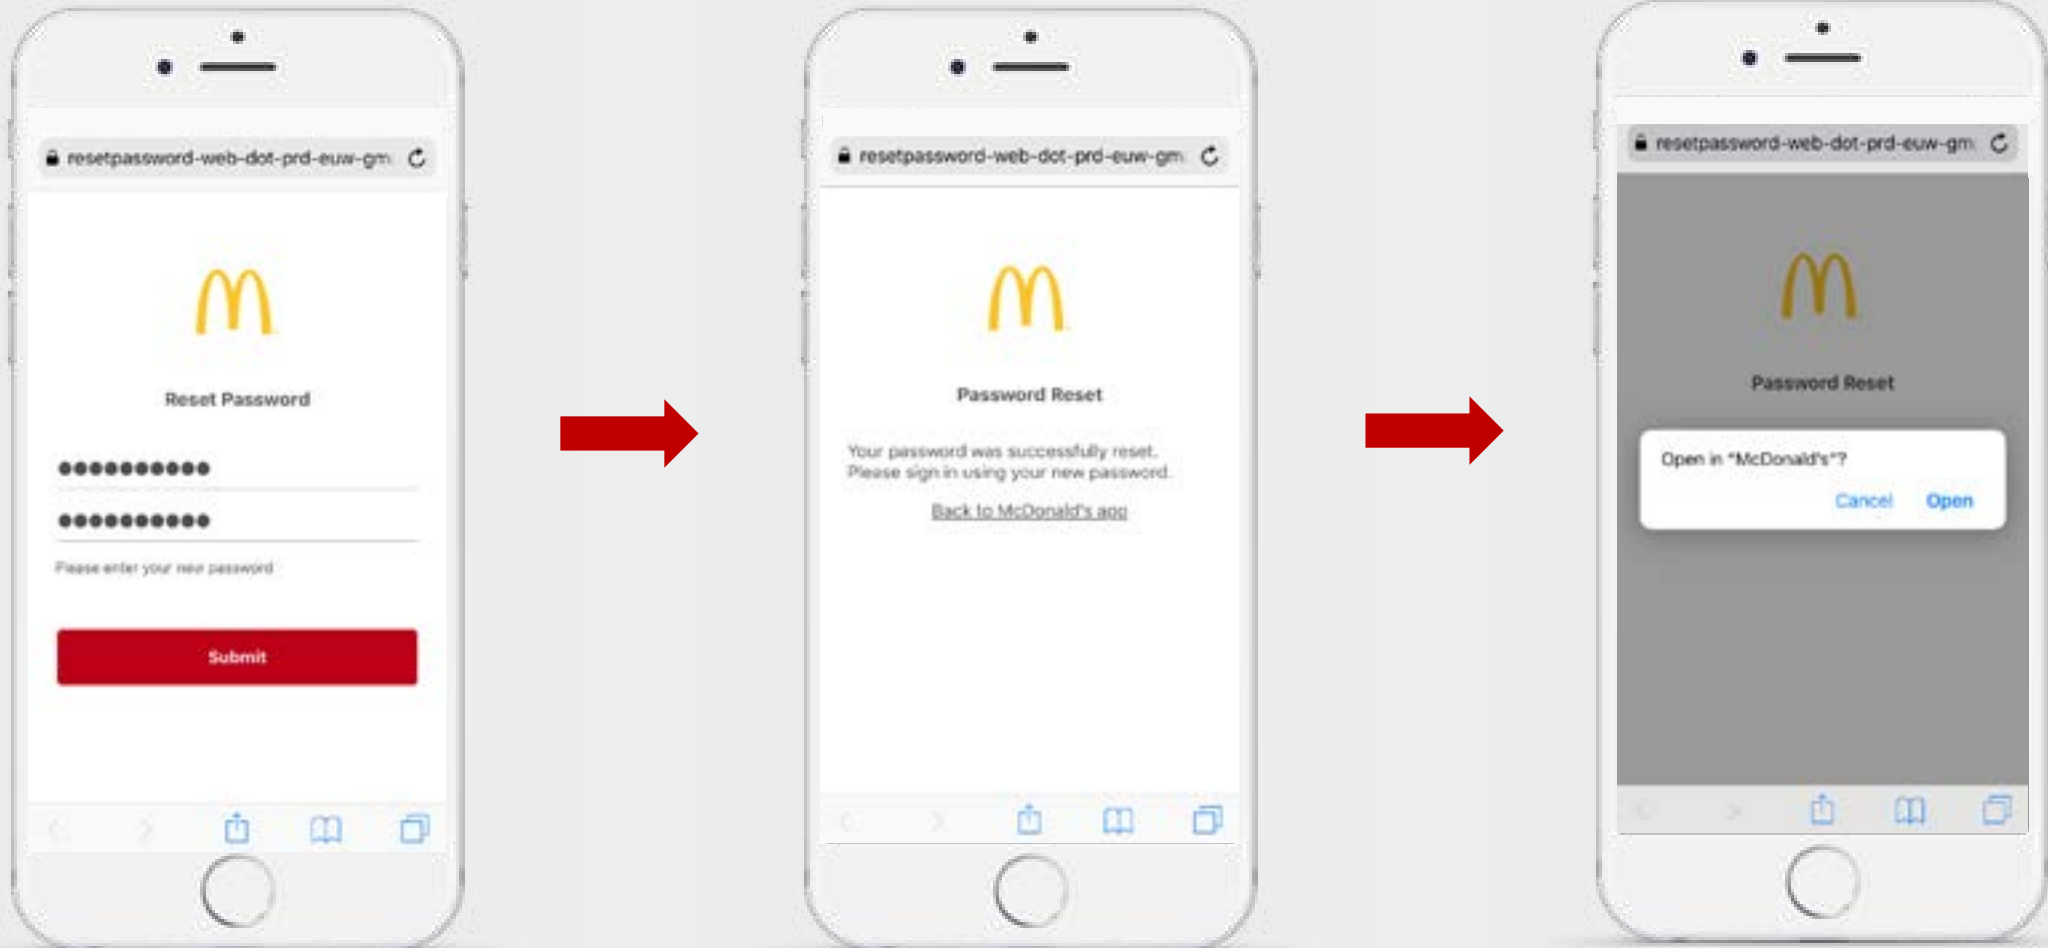 resetpassword-web-dot-prd-euw-gm
Reset Password
●●●●●●●●●●
●●●●●●●●●●
Please enter your new password
Submit
resetpassword-web-dot-prd-euw-gm
Password Reset
Your password was successfully reset.
Please sign in using your new password.
Back to McDonald's app
resetpassword-web-dot-prd-euw-gm
Password Reset
Open in "McDonald's"?
Cancel Open